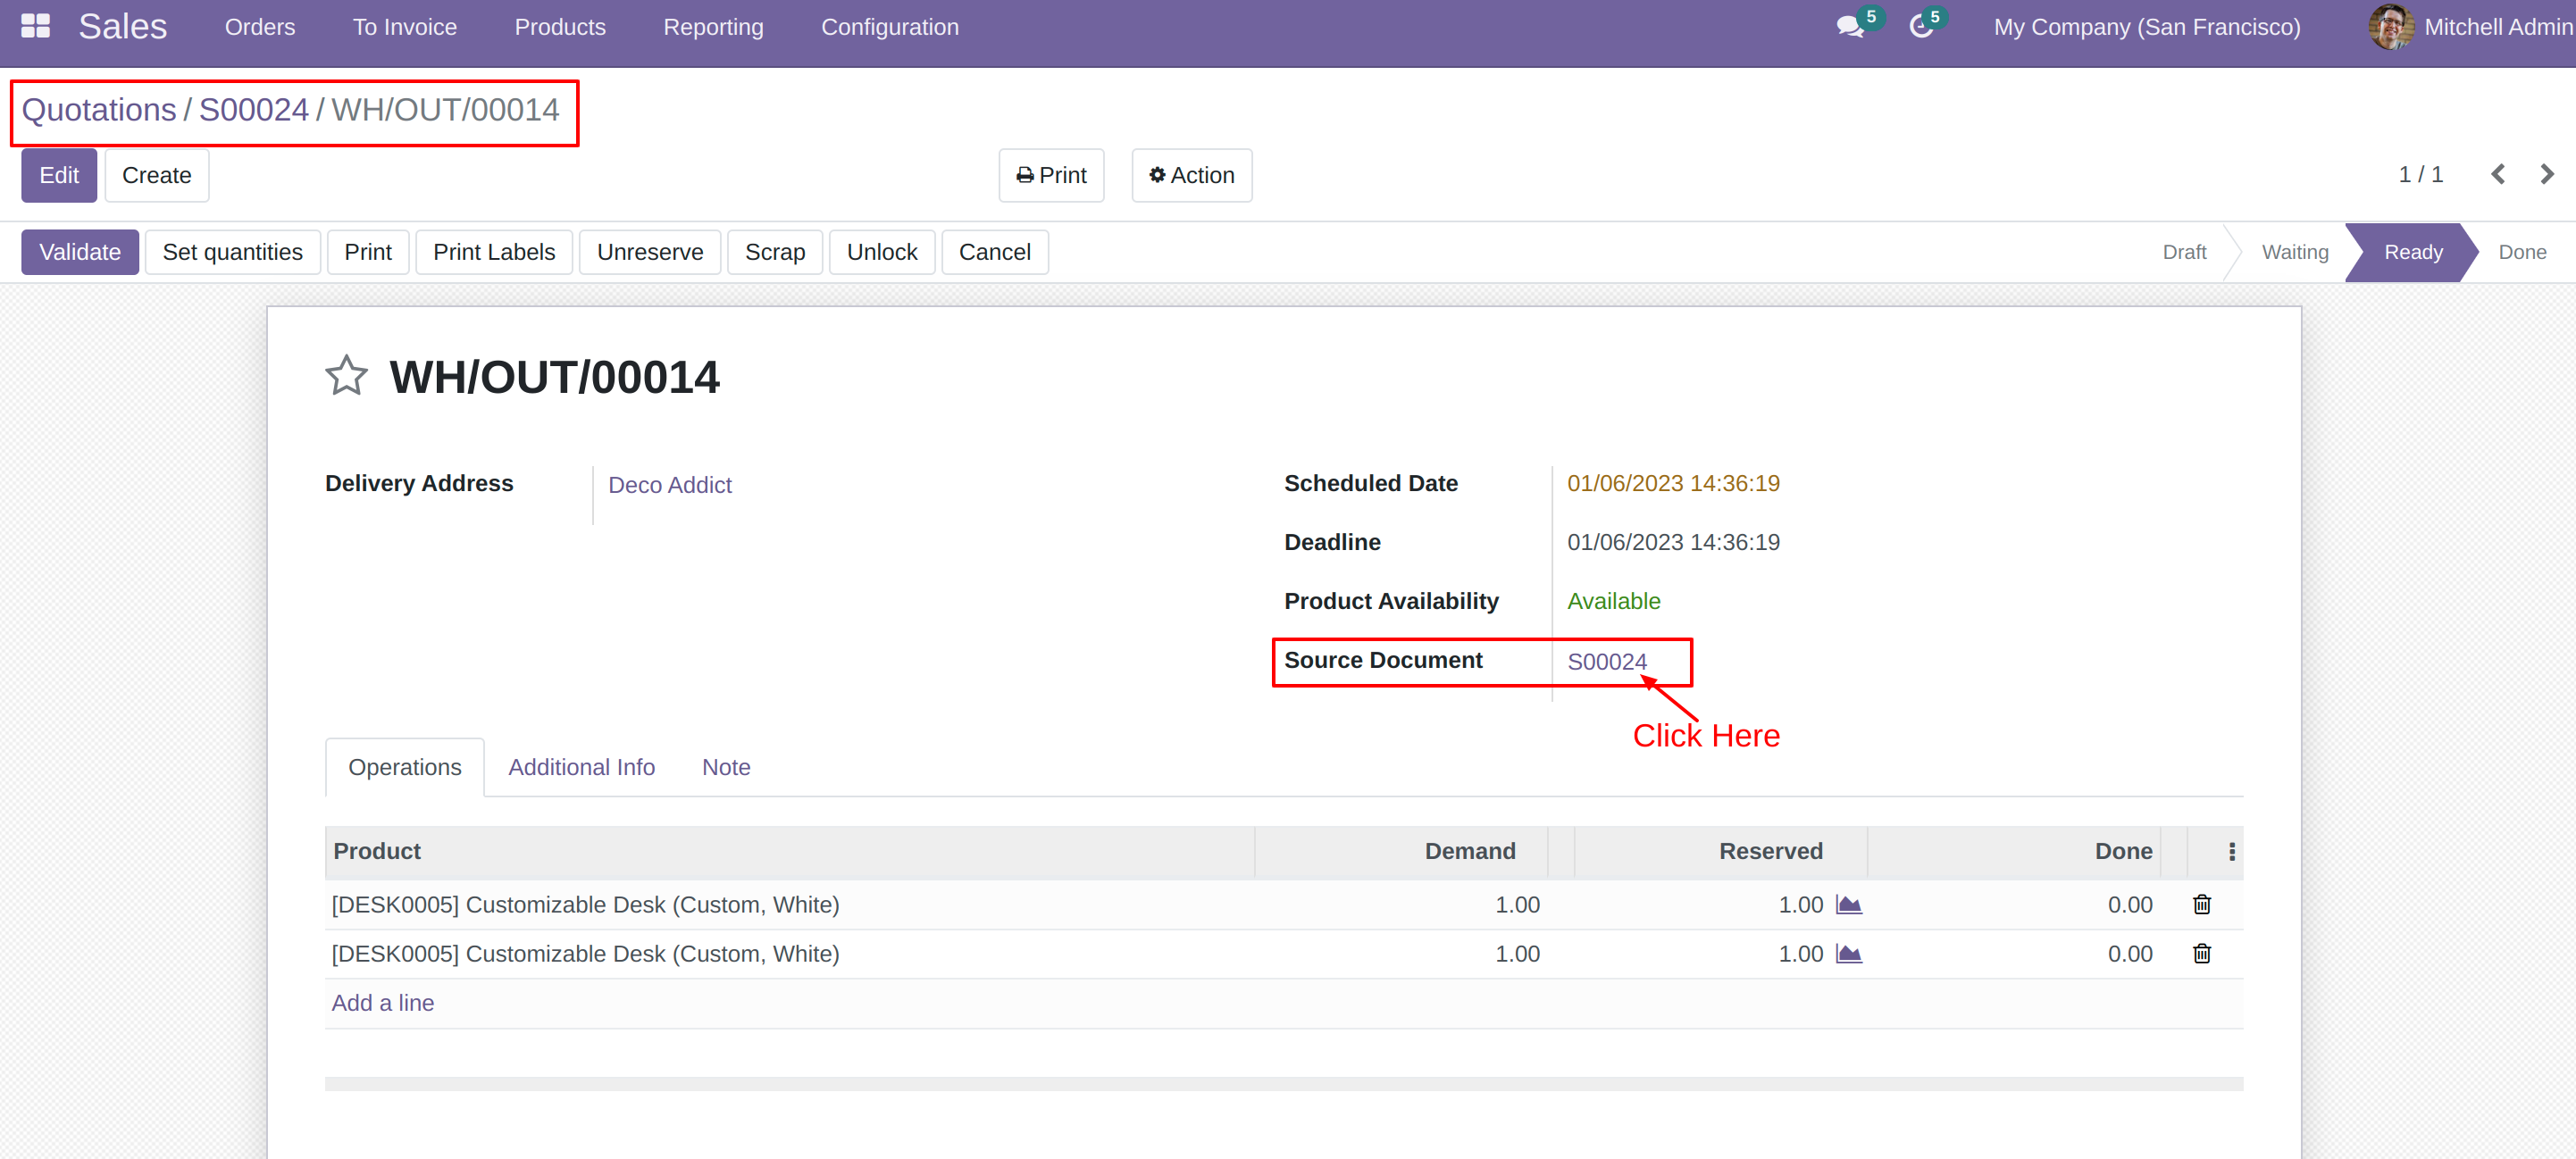 Sales Orders To Invoice Products Reporting Configuration 5 5 My Company (San Francisco) Mitchell Admin
Quotations / S00024 / WH/OUT/00014
Edit Create Print Action 1 / 1
Validate Set quantities Print Print Labels Unreserve Scrap Unlock Cancel Draft Waiting Ready Done
WH/OUT/00014
Delivery Address Deco Addict
Scheduled Date 01/06/2023 14:36:19
Deadline 01/06/2023 14:36:19
Product Availability Available
Source Document S00024
Click Here
Operations Additional Info Note
Product Demand Reserved Done
[DESK0005] Customizable Desk (Custom, White) 1.00 1.00 0.00
[DESK0005] Customizable Desk (Custom, White) 1.00 1.00 0.00
Add a line